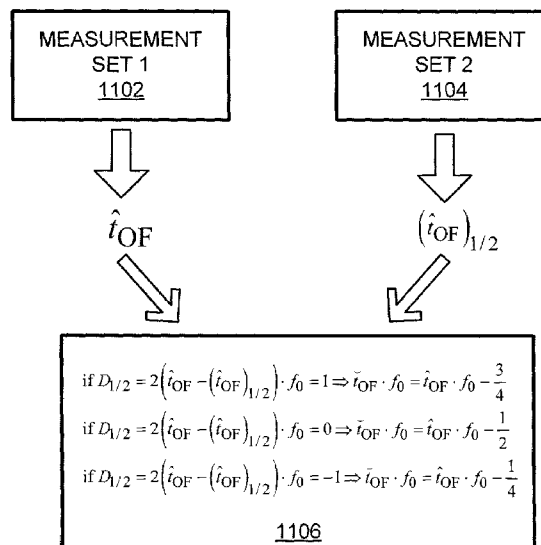 MEASUREMENT
SET 1
1102
MEASUREMENT
SET 2
1104
t̂OF
(t̂OF)1/2
if D1/2 = 2(t̂OF −(t̂OF)1/2)· f0 = 1 ⇒ t̆OF · f0 = t̂OF · f0 − 3/4
if D1/2 = 2(t̂OF −(t̂OF)1/2)· f0 = 0 ⇒ t̆OF · f0 = t̂OF · f0 − 1/2
if D1/2 = 2(t̂OF −(t̂OF)1/2)· f0 = −1 ⇒ t̆OF · f0 = t̂OF · f0 − 1/4
1106